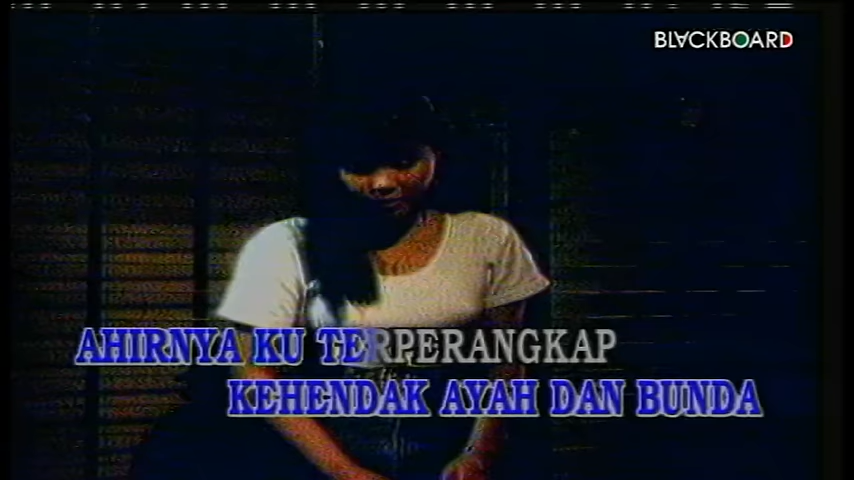 BLACKBOARD
AHIRNYA KU TERPERANGKAP
KEHENDAK AYAH DAN BUNDA